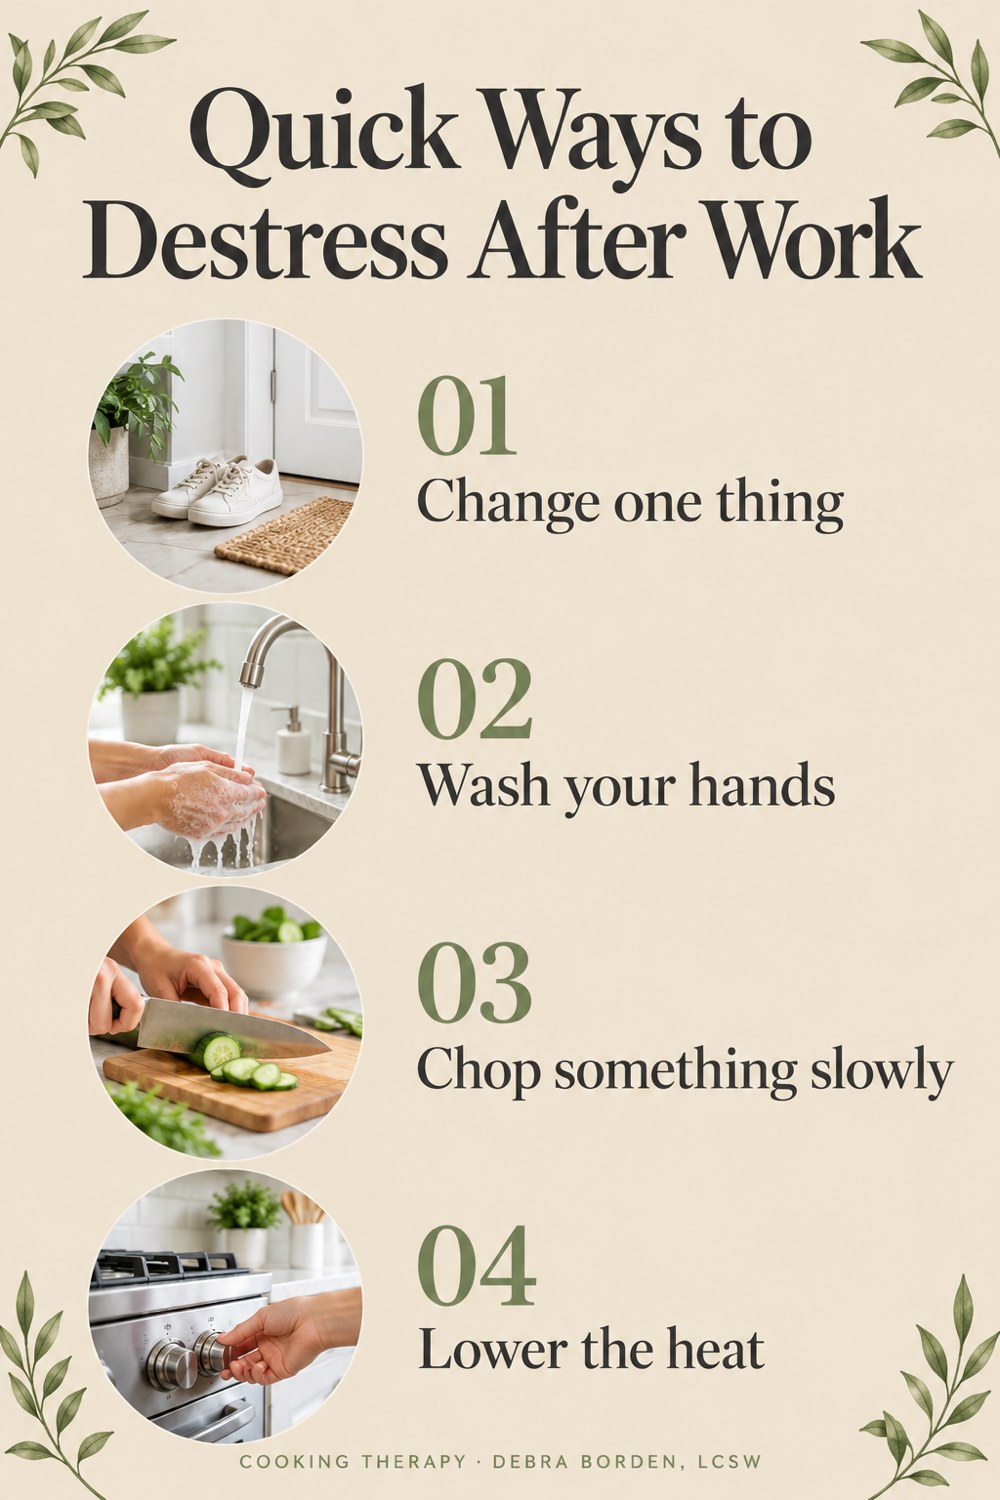 Quick Ways to
Destress After Work
01
Change one thing
02
Wash your hands
03
Chop something slowly
04
Lower the heat
COOKING THERAPY · DEBRA BORDEN, LCSW